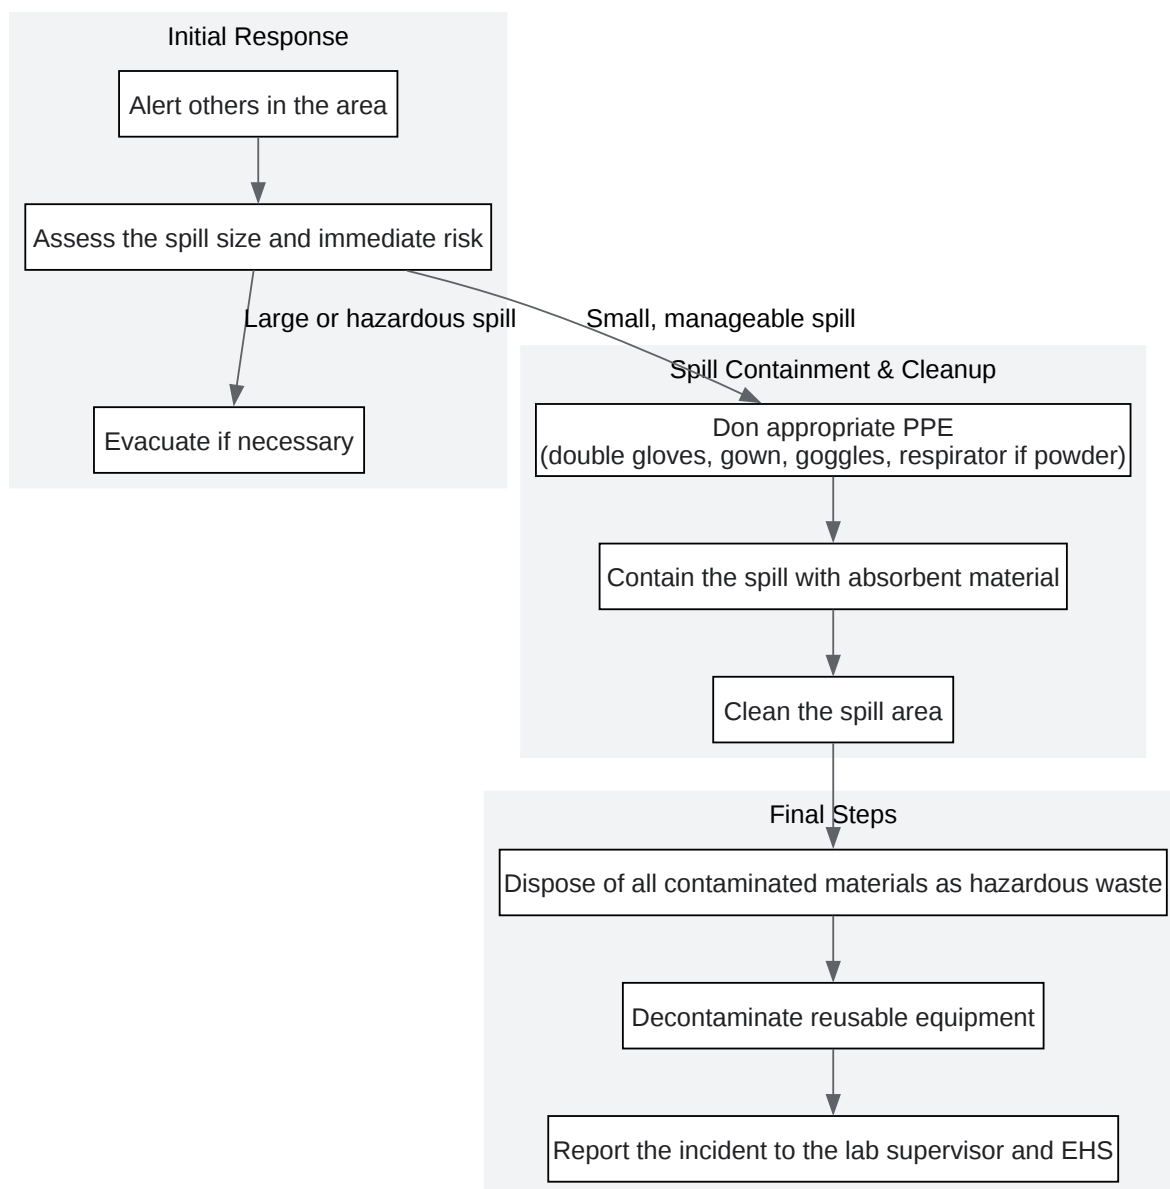 Initial Response
Alert others in the area
Assess the spill size and immediate risk
Large or hazardous spill
Small, manageable spill
Evacuate if necessary
Spill Containment & Cleanup
Don appropriate PPE
(double gloves, gown, goggles, respirator if powder)
Contain the spill with absorbent material
Clean the spill area
Final Steps
Dispose of all contaminated materials as hazardous waste
Decontaminate reusable equipment
Report the incident to the lab supervisor and EHS